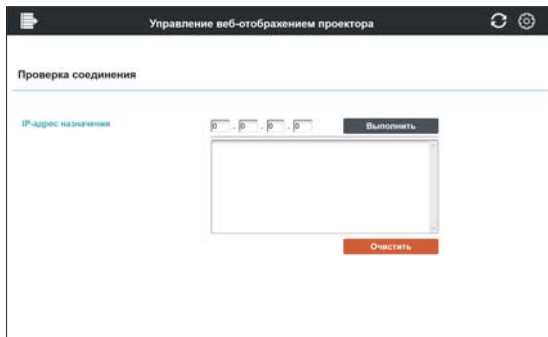 Управление веб-отображением проектора
Проверка соединения
IP-адрес назначения 0 . 0 . 0 . 0 Выполнить
Очистить